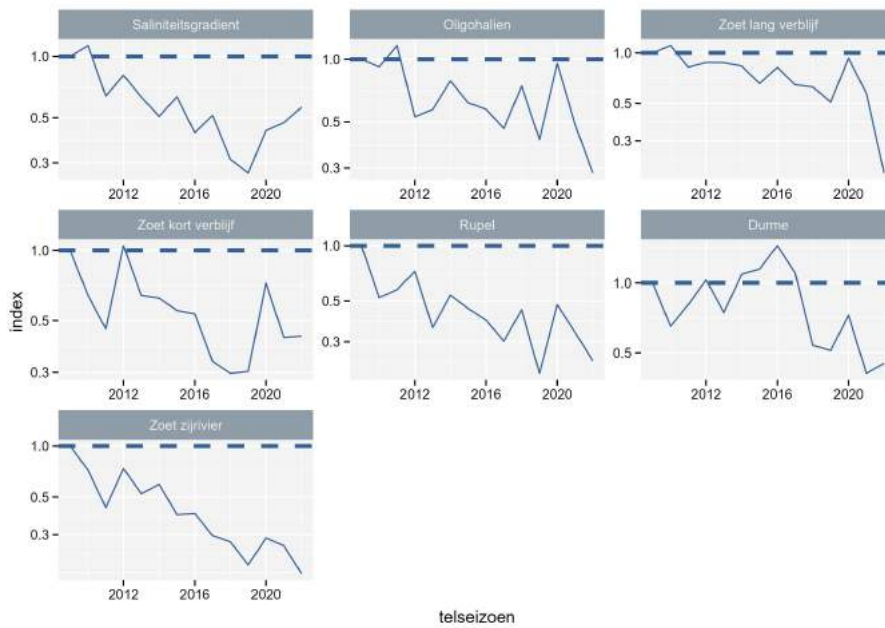 Saliniteitsgradient
Oligohalien
Zoet lang verblijf
1.0
0.5
0.3
2012 2016 2020
1.0
0.5
0.3
2012 2016 2020
1.0
0.5
0.3
2012 2016 2020
Zoet kort verblijf
Rupel
Durme
1.0
0.5
0.3
2012 2016 2020
1.0
0.5
0.3
2012 2016 2020
1.0
0.5
2012 2016 2020
Zoet zijrivier
1.0
0.5
0.3
2012 2016 2020
index
telseizoen